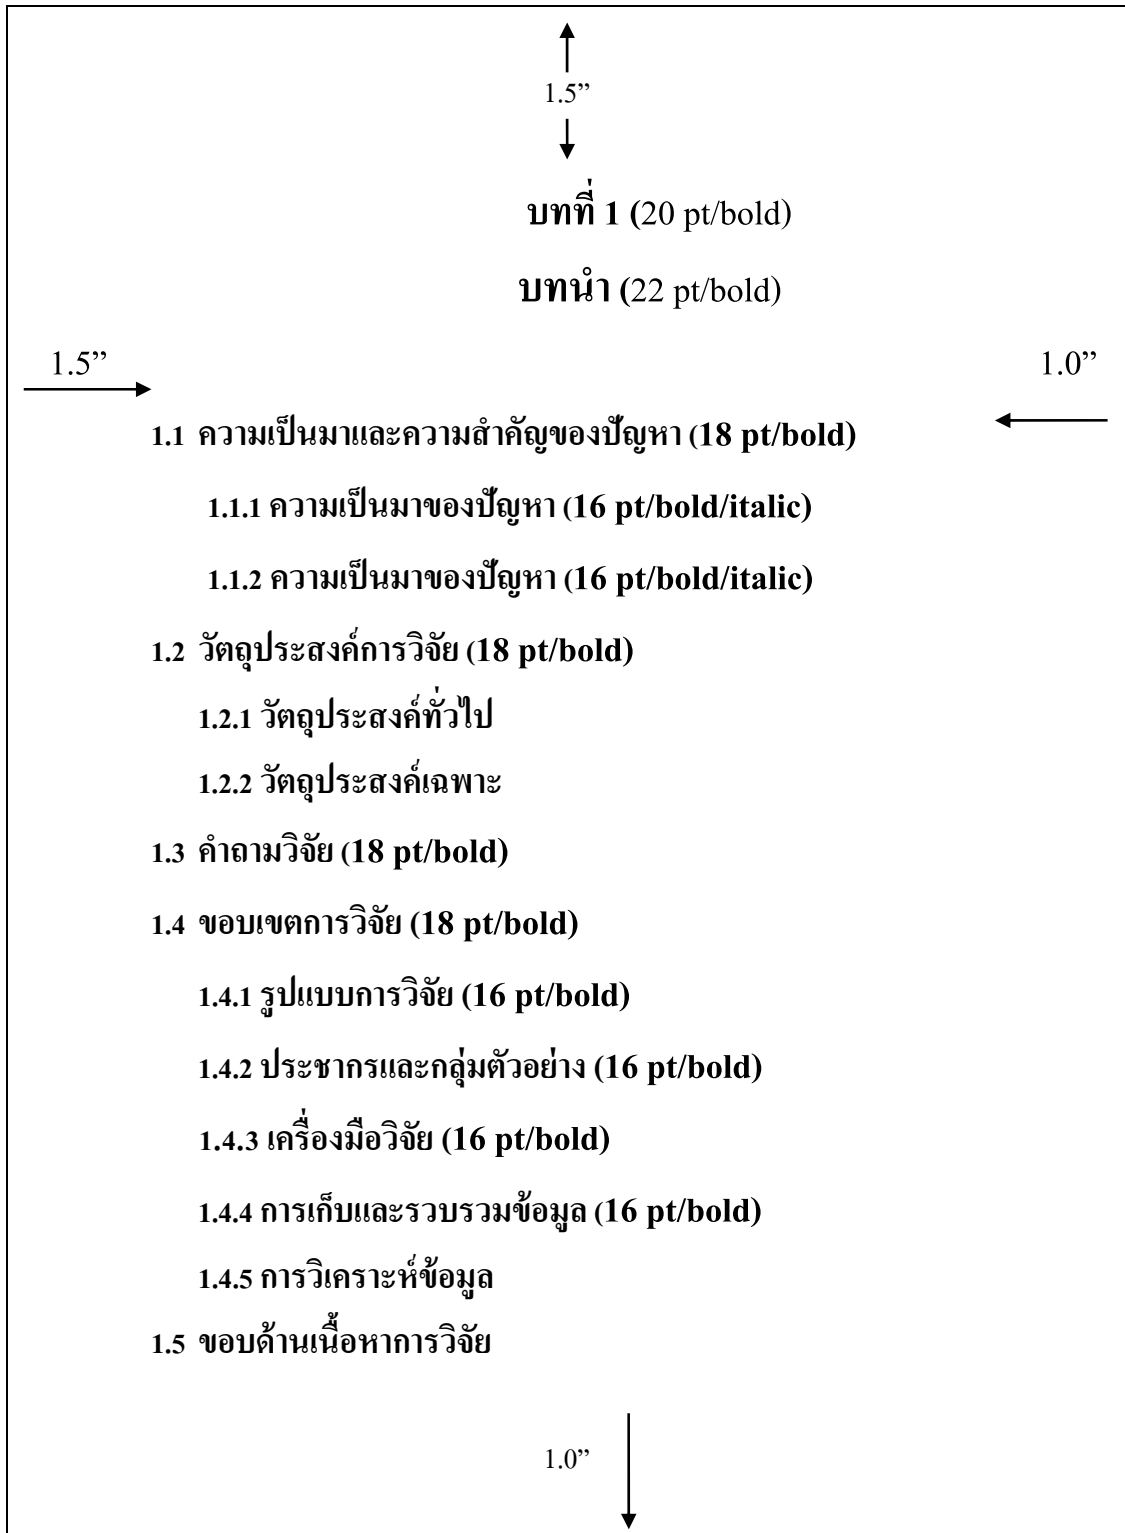 1.5”
บทที่ 1 (20 pt/bold)
บทนำ (22 pt/bold)
1.5”
1.0”
1.1 ความเป็นมาและความสำคัญของปัญหา (18 pt/bold)
1.1.1 ความเป็นมาของปัญหา (16 pt/bold/italic)
1.1.2 ความเป็นมาของปัญหา (16 pt/bold/italic)
1.2 วัตถุประสงค์การวิจัย (18 pt/bold)
1.2.1 วัตถุประสงค์ทั่วไป
1.2.2 วัตถุประสงค์เฉพาะ
1.3 คำถามวิจัย (18 pt/bold)
1.4 ขอบเขตการวิจัย (18 pt/bold)
1.4.1 รูปแบบการวิจัย (16 pt/bold)
1.4.2 ประชากรและกลุ่มตัวอย่าง (16 pt/bold)
1.4.3 เครื่องมือวิจัย (16 pt/bold)
1.4.4 การเก็บและรวบรวมข้อมูล (16 pt/bold)
1.4.5 การวิเคราะห์ข้อมูล
1.5 ขอบด้านเนื้อหาการวิจัย
1.0”